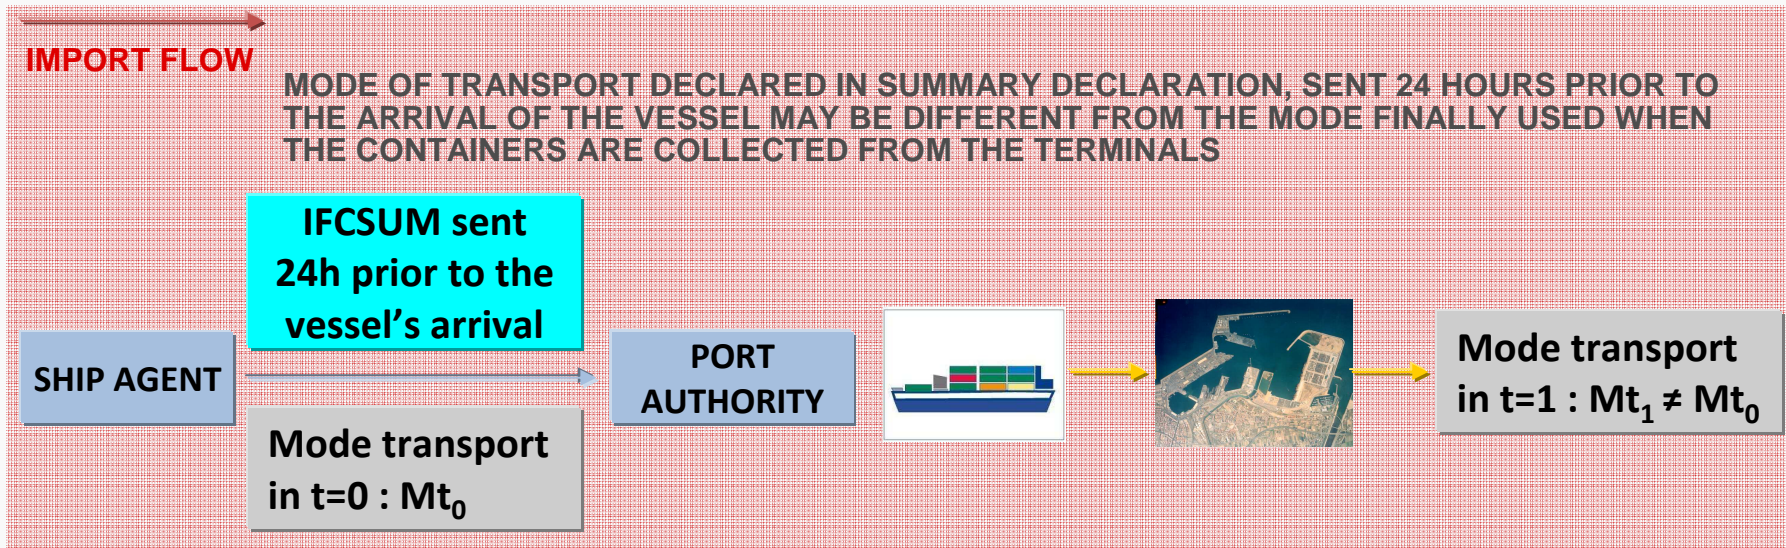 IMPORT FLOW
MODE OF TRANSPORT DECLARED IN SUMMARY DECLARATION, SENT 24 HOURS PRIOR TO
THE ARRIVAL OF THE VESSEL MAY BE DIFFERENT FROM THE MODE FINALLY USED WHEN
THE CONTAINERS ARE COLLECTED FROM THE TERMINALS
IFCSUM sent
24h prior to the
vessel’s arrival
SHIP AGENT
Mode transport
in t=0 : Mt₀
PORT
AUTHORITY
Mode transport
in t=1 : Mt₁ ≠ Mt₀